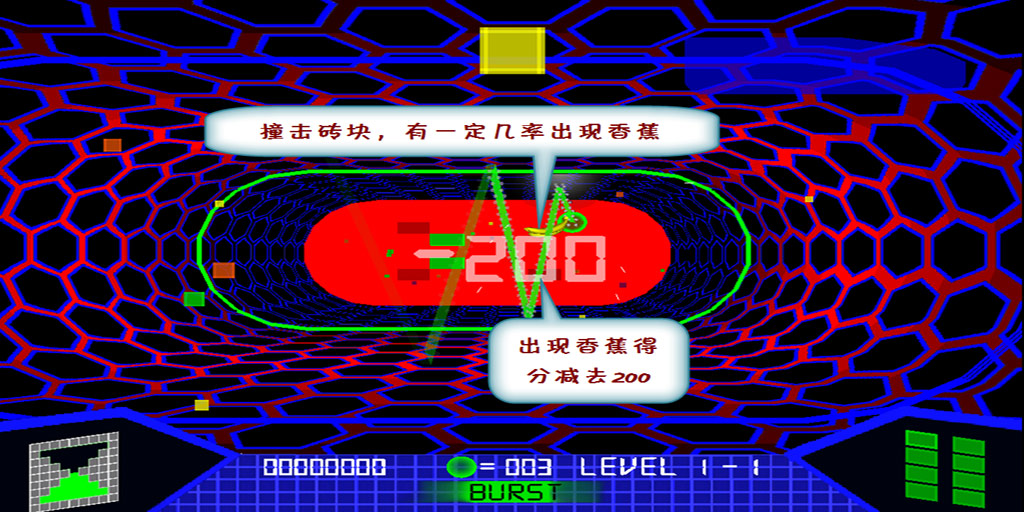 撞击砖块，有一定几率出现香蕉
-200
出现香蕉得
分减去200
00000000
= 003
LEVEL 1-1
BURST